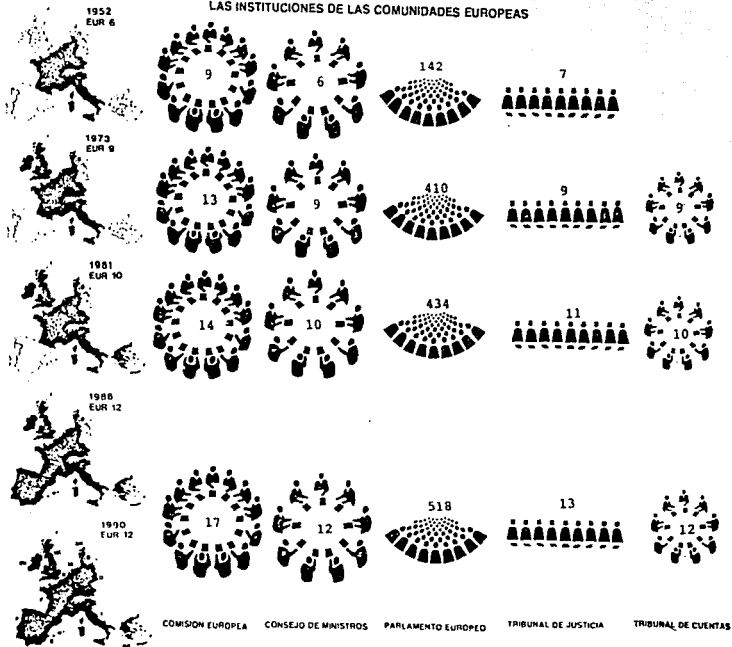 LAS INSTITUCIONES DE LAS COMUNIDADES EUROPEAS
1952
EUR 6
9
6
142
7
1973
EUR 9
13
9
410
9
9
1981
EUR 10
14
10
434
11
10
1986
EUR 12
1990
EUR 12
17
12
518
13
12
COMISION EUROPEA
CONSEJO DE MINISTROS
PARLAMENTO EUROPEO
TRIBUNAL DE JUSTICIA
TRIBUNAL DE CUENTAS